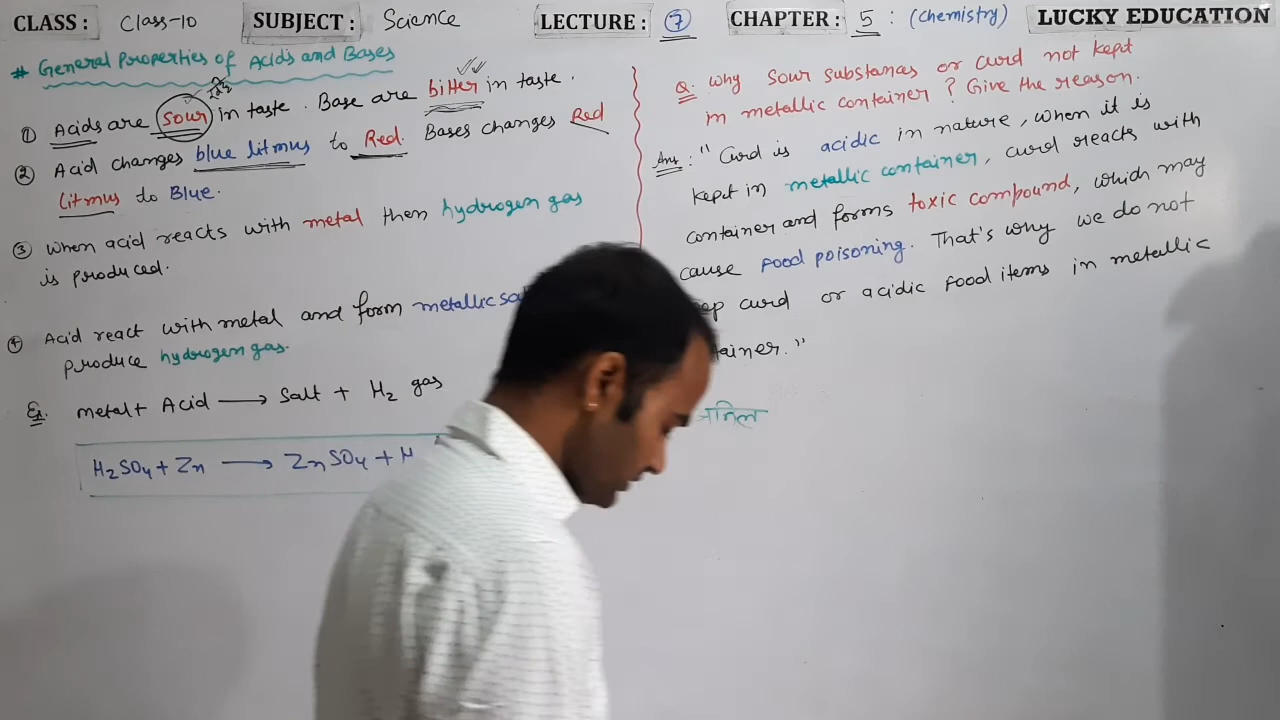 CLASS : Class-10 SUBJECT : Science LECTURE : 7 CHAPTER : 5 : (Chemistry) LUCKY EDUCATION
# General Properties of Acids and Bases
① Acids are sour in taste. Base are bitter in taste.
② Acid changes blue litmus to Red. Bases changes Red
litmus to Blue.
③ when acid reacts with metal then hydrogen gas
is produced.
④ Acid react with metal and form metallic
produce hydrogen gas.
Ex. metal + Acid ⟶ Salt + H₂ gas
H₂SO₄ + Zn ⟶ ZnSO₄ + H
Q. why Sour substanas or curd not kept
in metallic container ? Give the reason.
Ans : " Curd is acidic in nature, when it is
kept in metallic container, curd reacts with
container and forms toxic compound, which may
cause food poisoning. That's why we do not
ep curd or acidic food items in metallic
tainer. "